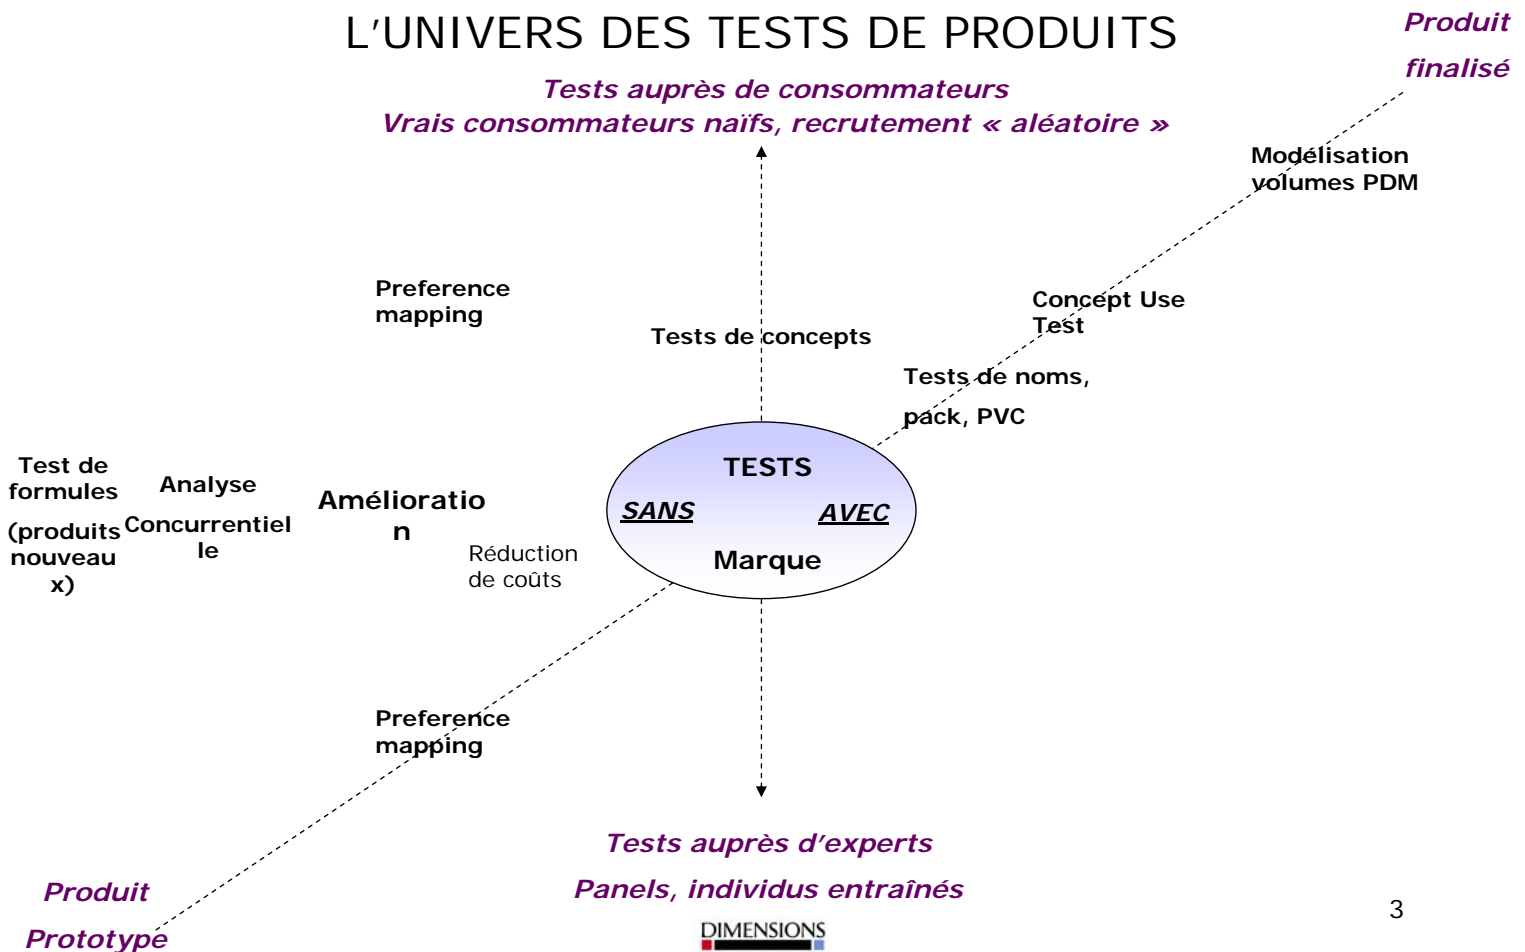 L'UNIVERS DES TESTS DE PRODUITS
Produit
finalisé
Tests auprès de consommateurs
Vrais consommateurs naïfs, recrutement « aléatoire »
Modélisation
volumes PDM
Preference
mapping
Concept Use
Test
Tests de concepts
Tests de noms,
pack, PVC
Test de
formules
(produits
nouveau
x)
Analyse
Concurrentiel
le
Amélioratio
n
Réduction
de coûts
TESTS
SANS
AVEC
Marque
Preference
mapping
Tests auprès d'experts
Panels, individus entraînés
Produit
Prototype
DIMENSIONS
3